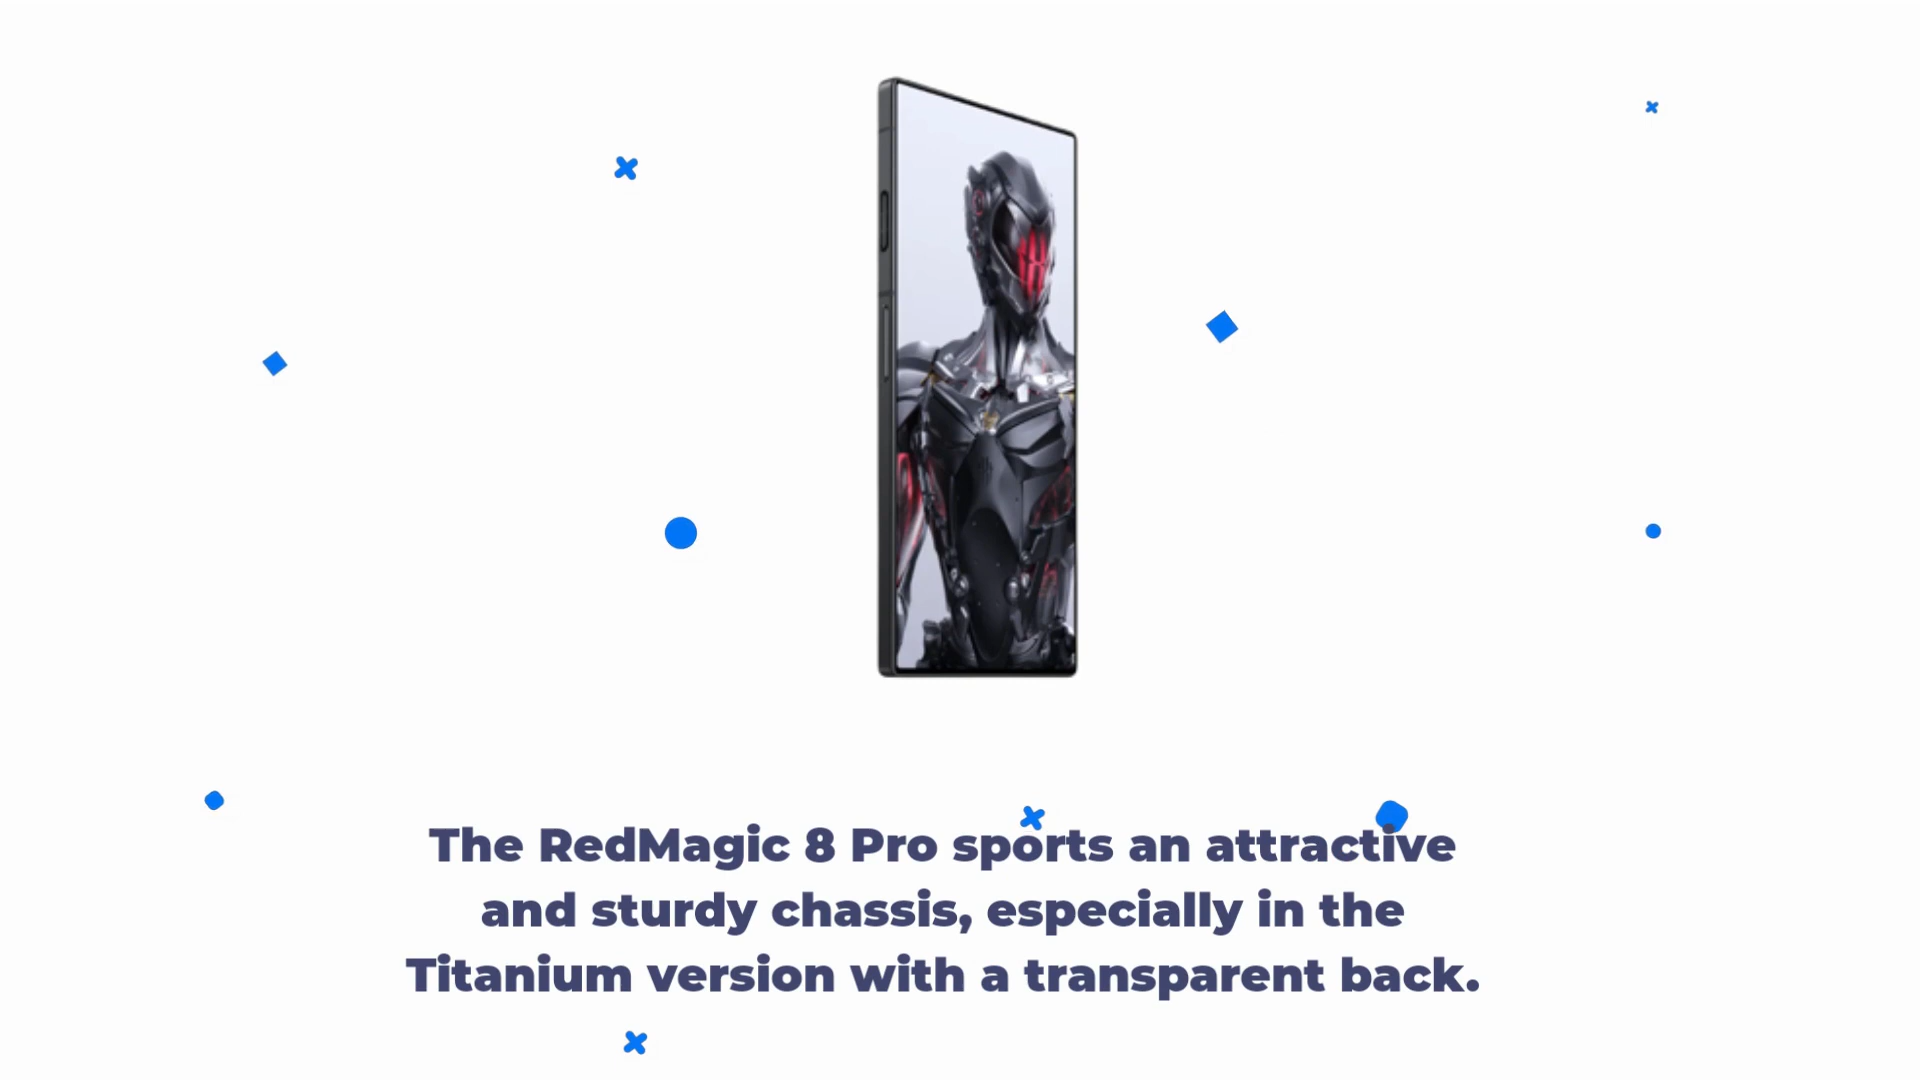 The RedMagic 8 Pro sports an attractive
and sturdy chassis, especially in the
Titanium version with a transparent back.